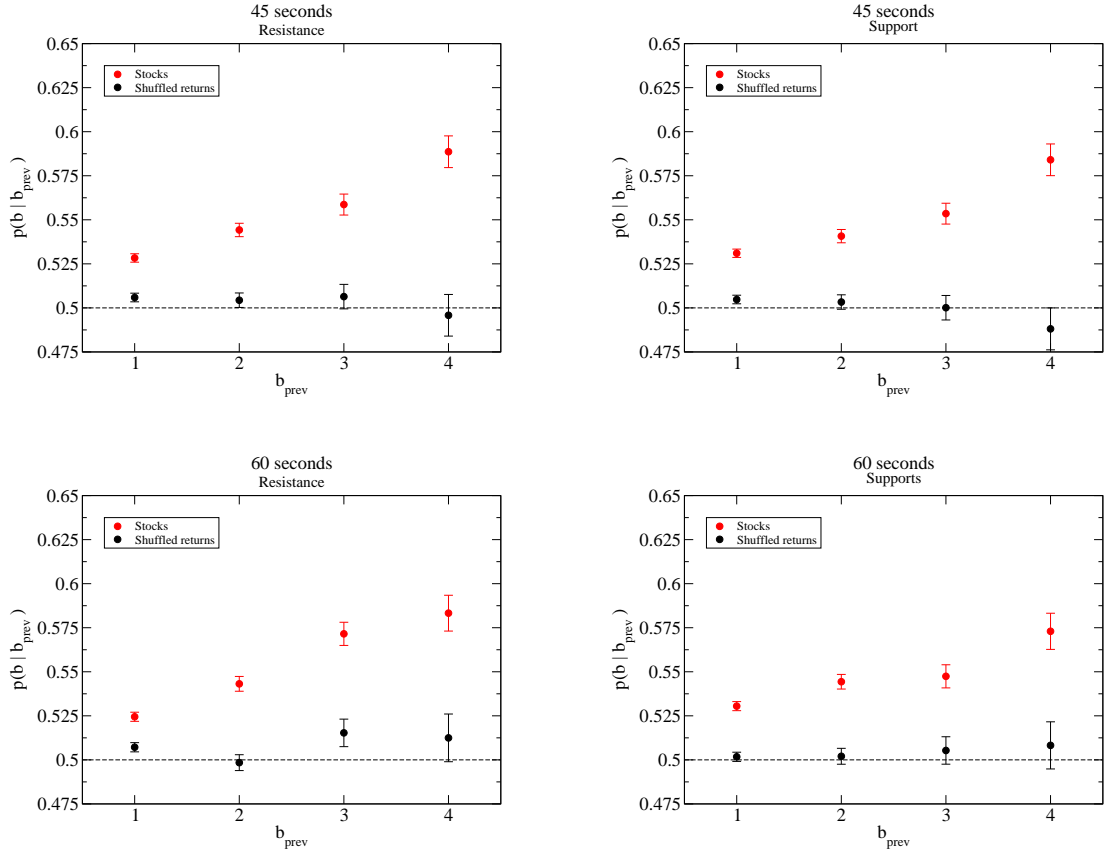 45 seconds
Resistance
0.65
0.625
0.6
0.575
0.55
0.525
0.5
0.475
p(b | b_prev )
Stocks
Shuffled returns
1 2 3 4
b_prev
45 seconds
Support
0.65
0.625
0.6
0.575
0.55
0.525
0.5
0.475
p(b | b_prev )
Stocks
Shuffled returns
1 2 3 4
b_prev
60 seconds
Resistance
0.65
0.625
0.6
0.575
0.55
0.525
0.5
0.475
p(b | b_prev )
Stocks
Shuffled returns
1 2 3 4
b_prev
60 seconds
Supports
0.65
0.625
0.6
0.575
0.55
0.525
0.5
0.475
p(b | b_prev )
Stocks
Shuffled returns
1 2 3 4
b_prev